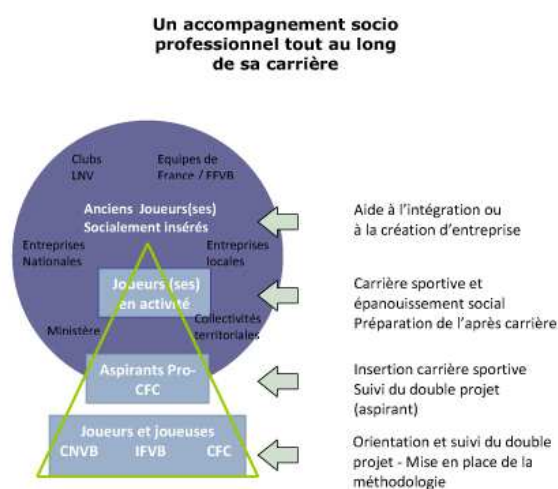 Un accompagnement socio
professionnel tout au long
de sa carrière
Clubs
LNV
Equipes de
France / FFVB
Anciens Joueurs(ses)
Socialement insérés
Aide à l'intégration ou
à la création d'entreprise
Entreprises
Nationales
Entreprises
locales
Joueurs (ses)
en activité
Carrière sportive et
épanouissement social
Préparation de l'après carrière
Ministère
Collectivités
territoriales
Aspirants Pro-
CFC
Insertion carrière sportive
Suivi du double projet
(aspirant)
Joueurs et joueuses
CNVB IFVB CFC
Orientation et suivi du double
projet - Mise en place de la
méthodologie